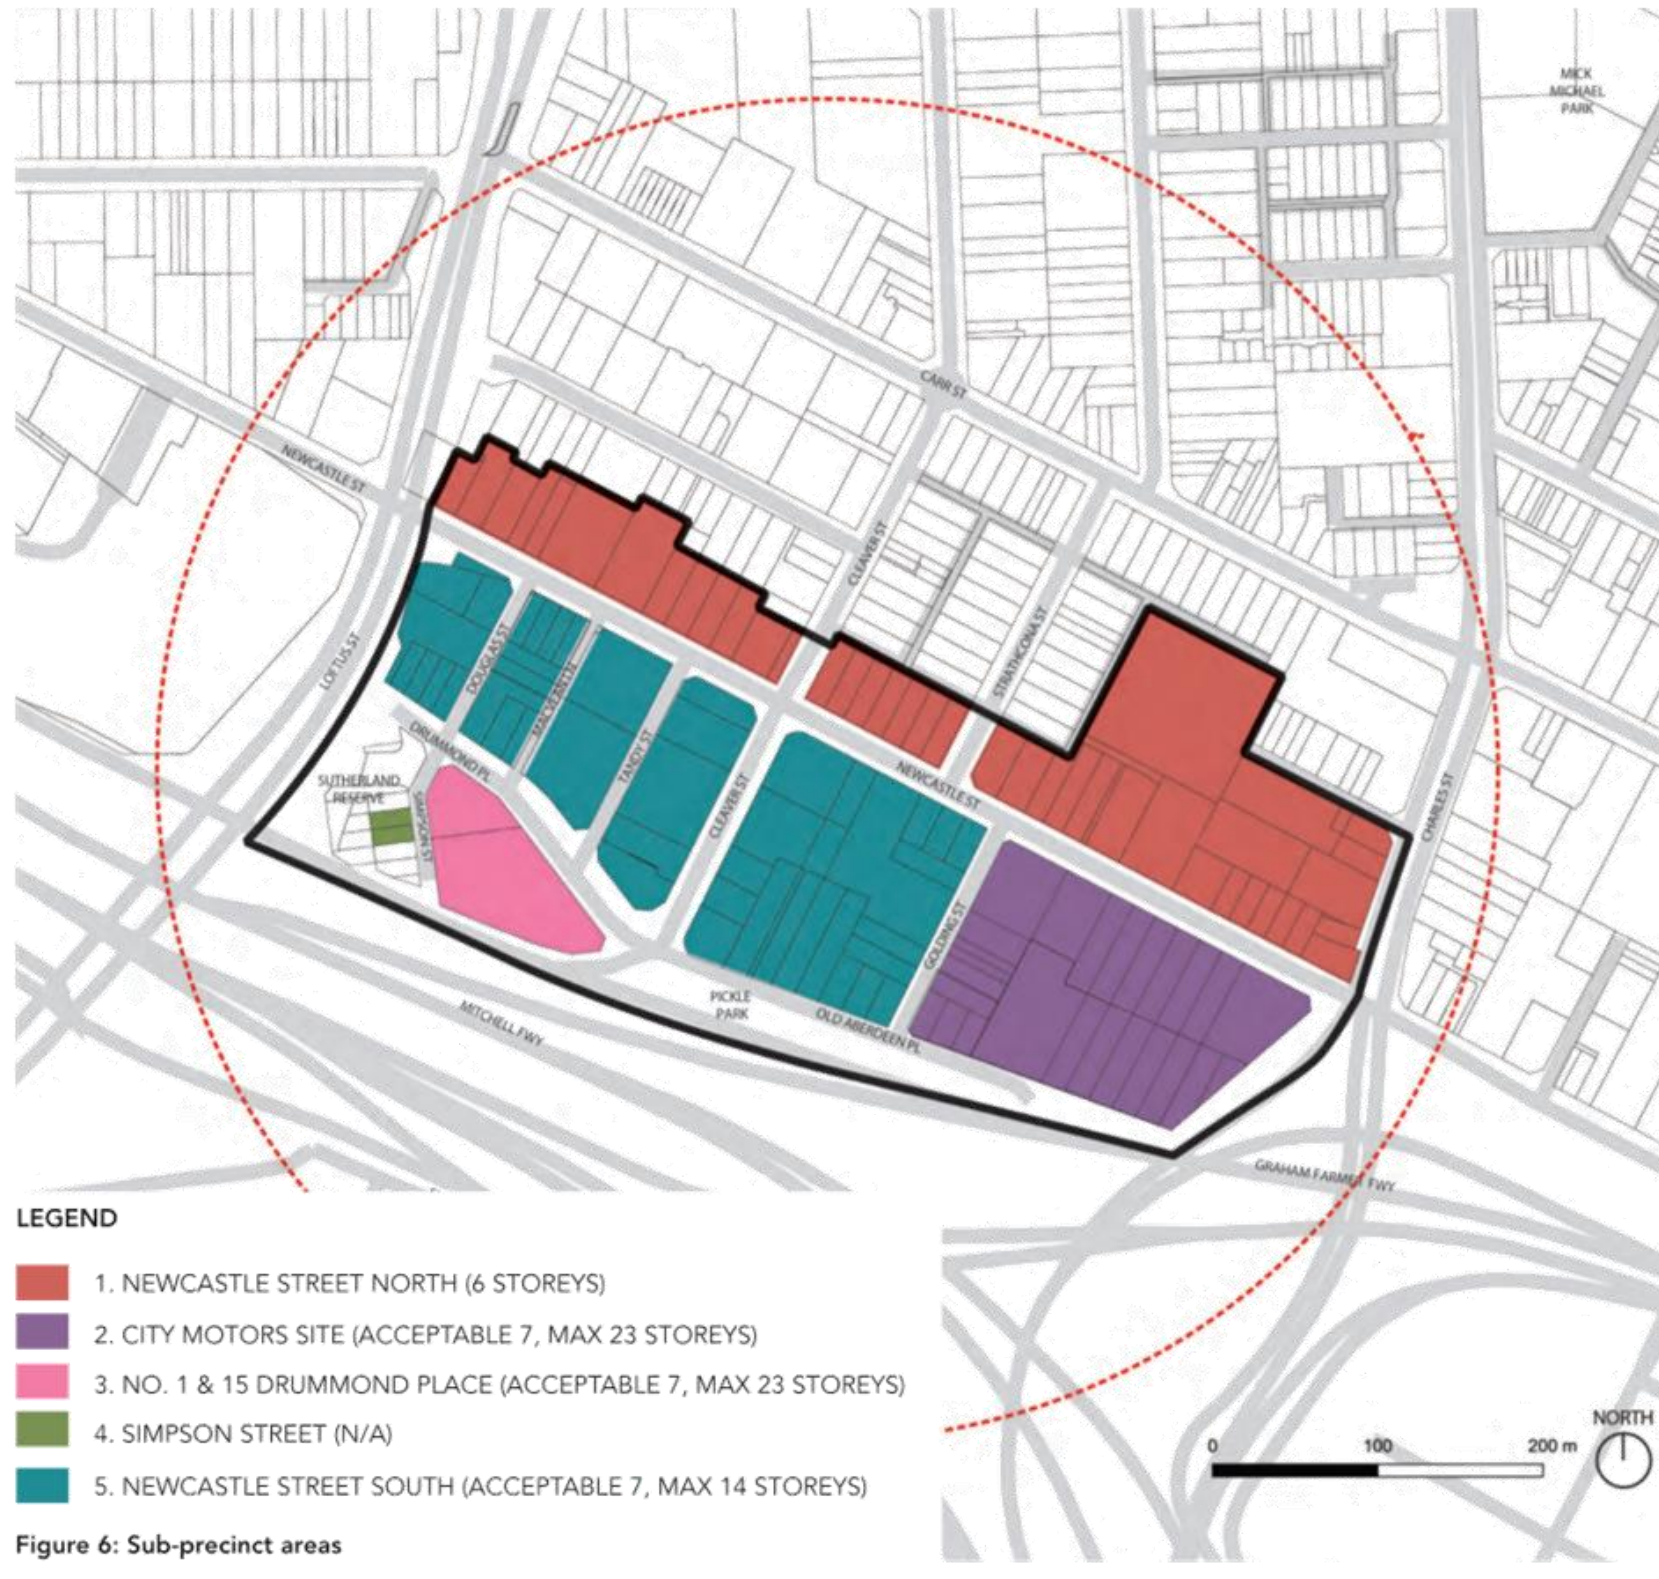 MICK
MICHAEL
PARK
CARR ST
NEWCASTLE ST
CLEAVER ST
STRATHCONA ST
LOFTUS ST
DOUGLAS ST
MACVEAN LN
TANDY ST
DRUMMOND PL
CLEAVER ST
NEWCASTLE ST
CHARLES ST
SUTHERLAND
RESERVE
SIMPSON ST
GOLDING ST
PICKLE
PARK
OLD ABERDEEN PL
MITCHELL FWY
GRAHAM FARMER FWY
LEGEND
1. NEWCASTLE STREET NORTH (6 STOREYS)
2. CITY MOTORS SITE (ACCEPTABLE 7, MAX 23 STOREYS)
3. NO. 1 & 15 DRUMMOND PLACE (ACCEPTABLE 7, MAX 23 STOREYS)
4. SIMPSON STREET (N/A)
5. NEWCASTLE STREET SOUTH (ACCEPTABLE 7, MAX 14 STOREYS)
NORTH
0 100 200 m
Figure 6: Sub-precinct areas